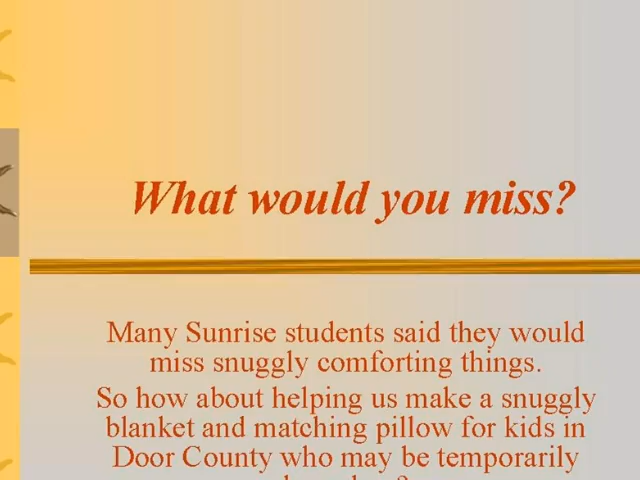 What would you miss?
Many Sunrise students said they would
miss snuggly comforting things.
So how about helping us make a snuggly
blanket and matching pillow for kids in
Door County who may be temporarily